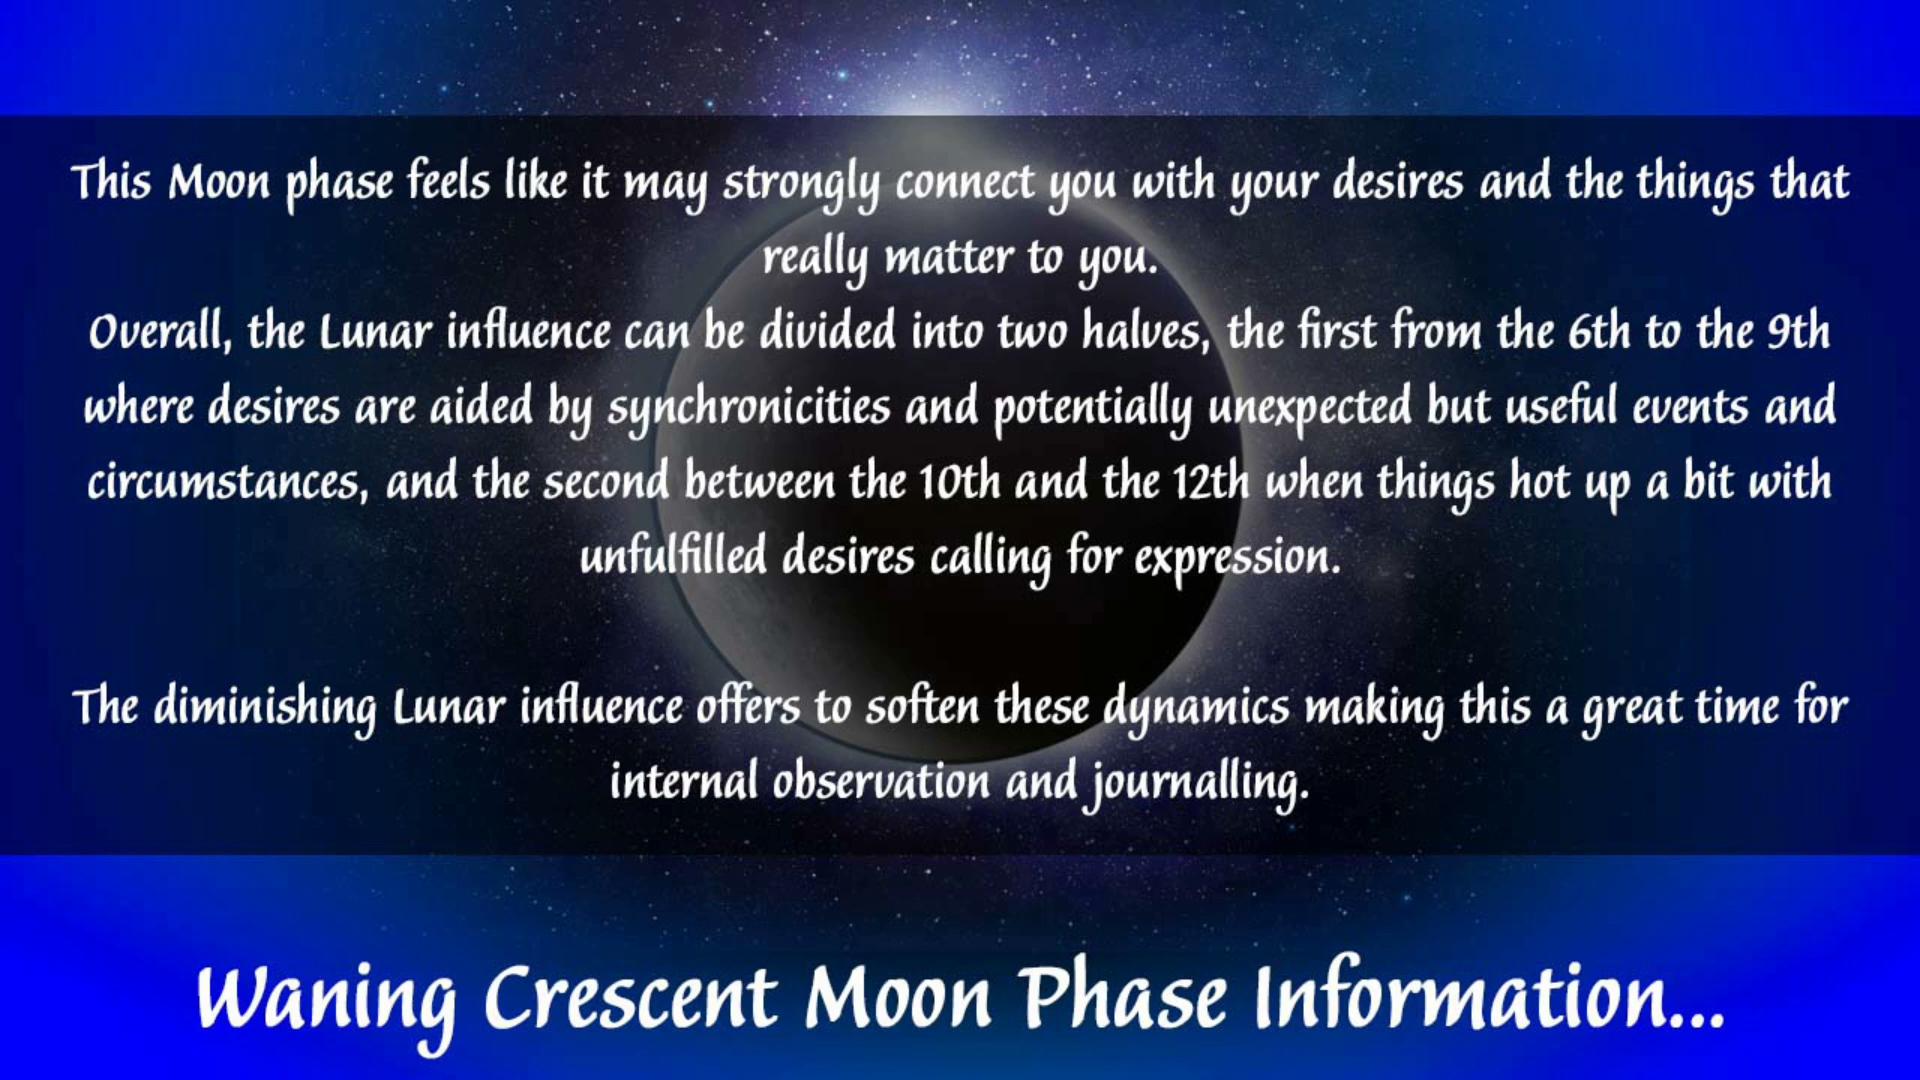 This Moon phase feels like it may strongly connect you with your desires and the things that
really matter to you.
Overall, the Lunar influence can be divided into two halves, the first from the 6th to the 9th
where desires are aided by synchronicities and potentially unexpected but useful events and
circumstances, and the second between the 10th and the 12th when things hot up a bit with
unfulfilled desires calling for expression.
The diminishing Lunar influence offers to soften these dynamics making this a great time for
internal observation and journalling.
Waning Crescent Moon Phase Information...